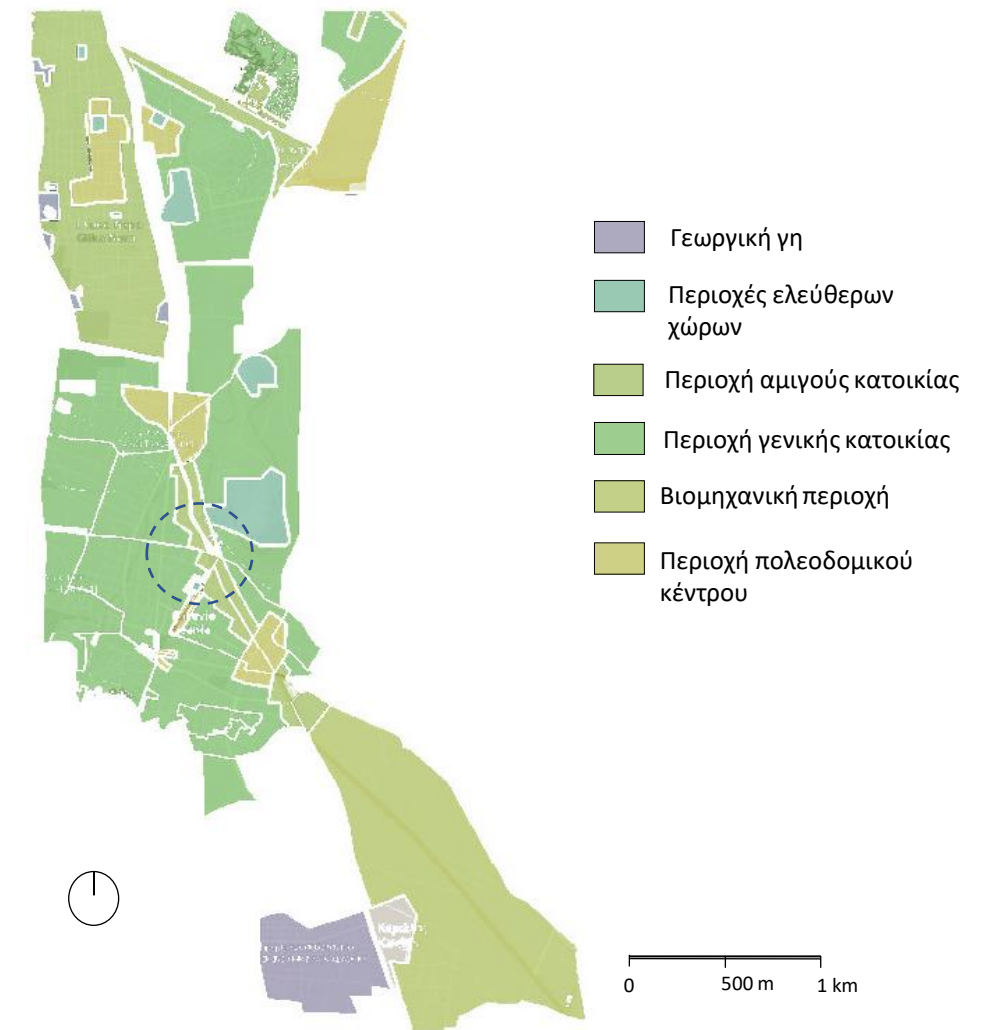 Γεωργική γη
Περιοχές ελεύθερων
χώρων
Περιοχή αμιγούς κατοικίας
Περιοχή γενικής κατοικίας
Βιομηχανική περιοχή
Περιοχή πολεοδομικού
κέντρου
0 500 m 1 km